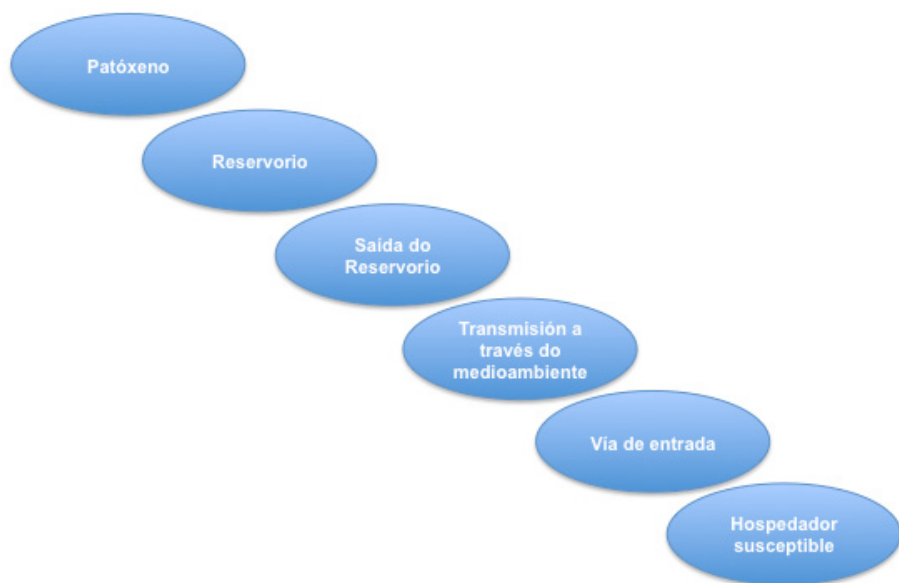 Patóxeno
Reservorio
Saída do
Reservorio
Transmisión a
través do
medioambiente
Vía de entrada
Hospedador
susceptible